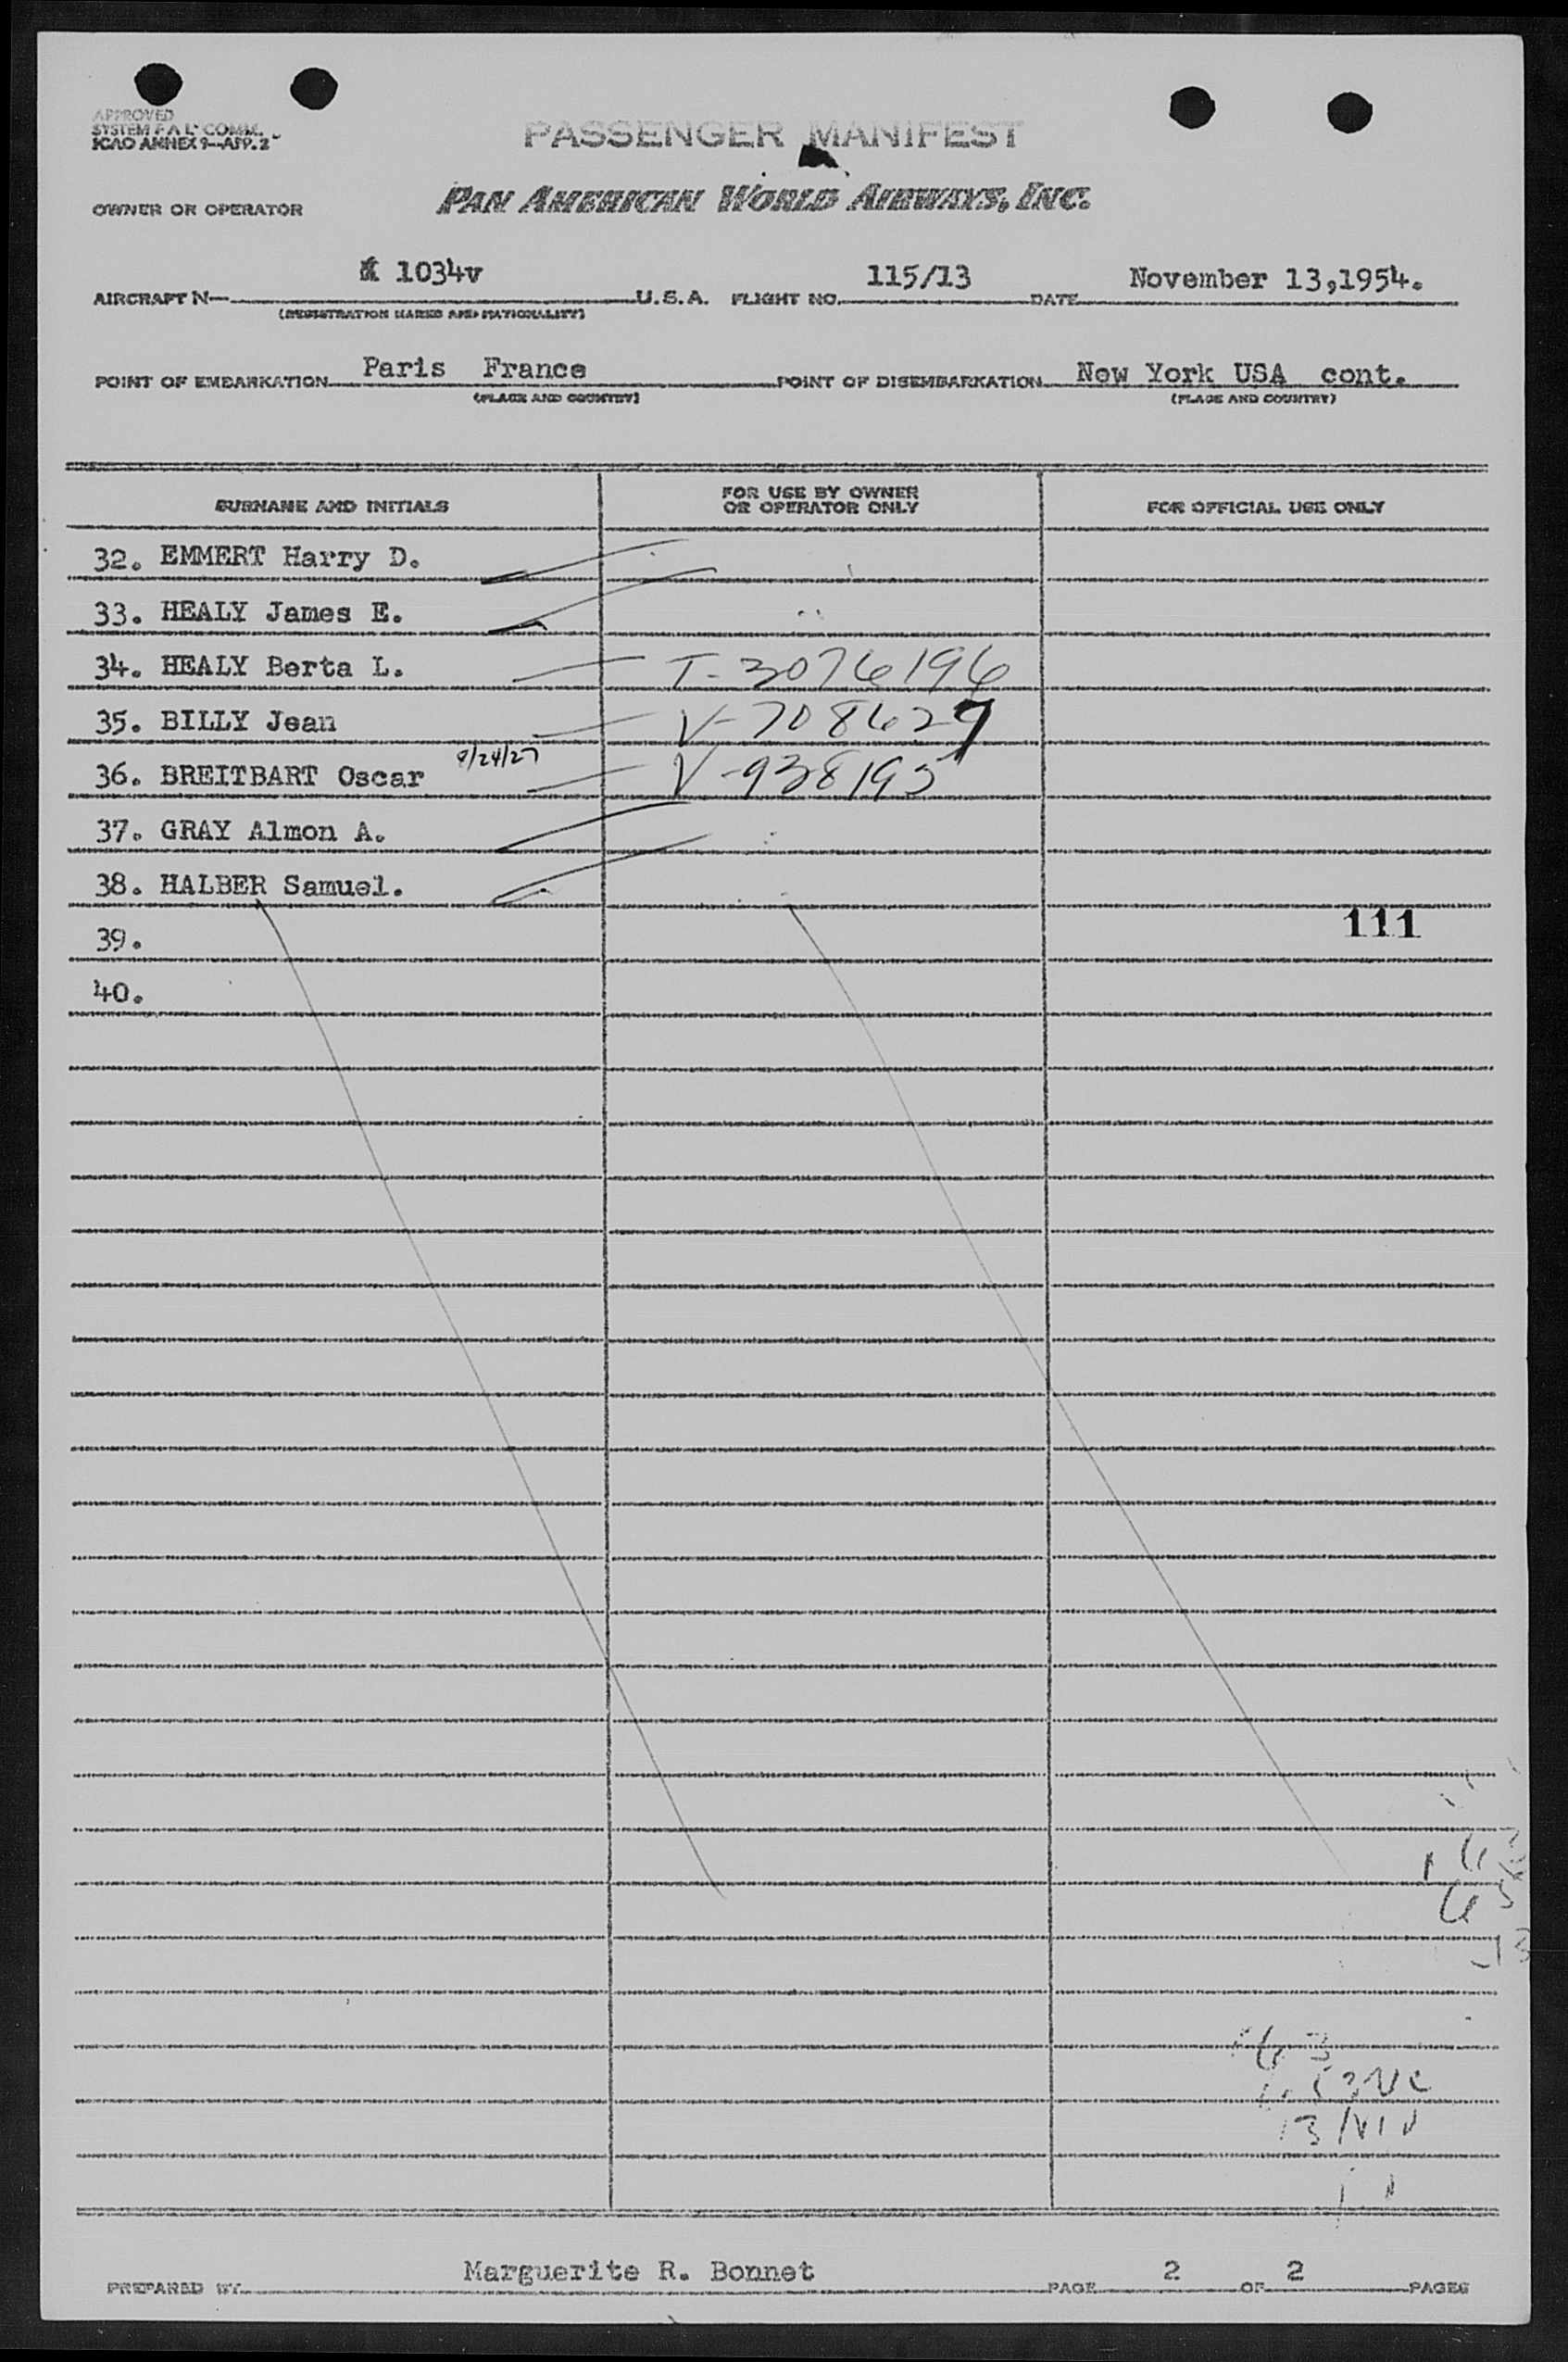 APPROVED
SYSTEM F A L COMM.
ICAO ANNEX 9-APP. 2
PASSENGER MANIFEST
OWNER OR OPERATOR PAN AMERICAN WORLD AIRWAYS, INC.
AIRCRAFT N- 1034v U.S.A. FLIGHT NO. 115/13 DATE November 13,1954.
(REGISTRATION MARKS AND NATIONALITY)
POINT OF EMBARKATION Paris France POINT OF DISEMBARKATION New York USA cont.
(PLACE AND COUNTRY) (PLACE AND COUNTRY)
SURNAME AND INITIALS FOR USE BY OWNER OR OPERATOR ONLY FOR OFFICIAL USE ONLY
32. EMMERT Harry D.
33. HEALY James E.
34. HEALY Berta L. T-3076196
35. BILLY Jean V-708627
36. BREITBART Oscar 9/24/27 V-938195
37. GRAY Almon A.
38. HALBER Samuel.
39. 111
40.
PREPARED BY Marguerite R. Bonnet PAGE 2 OF 2 PAGES